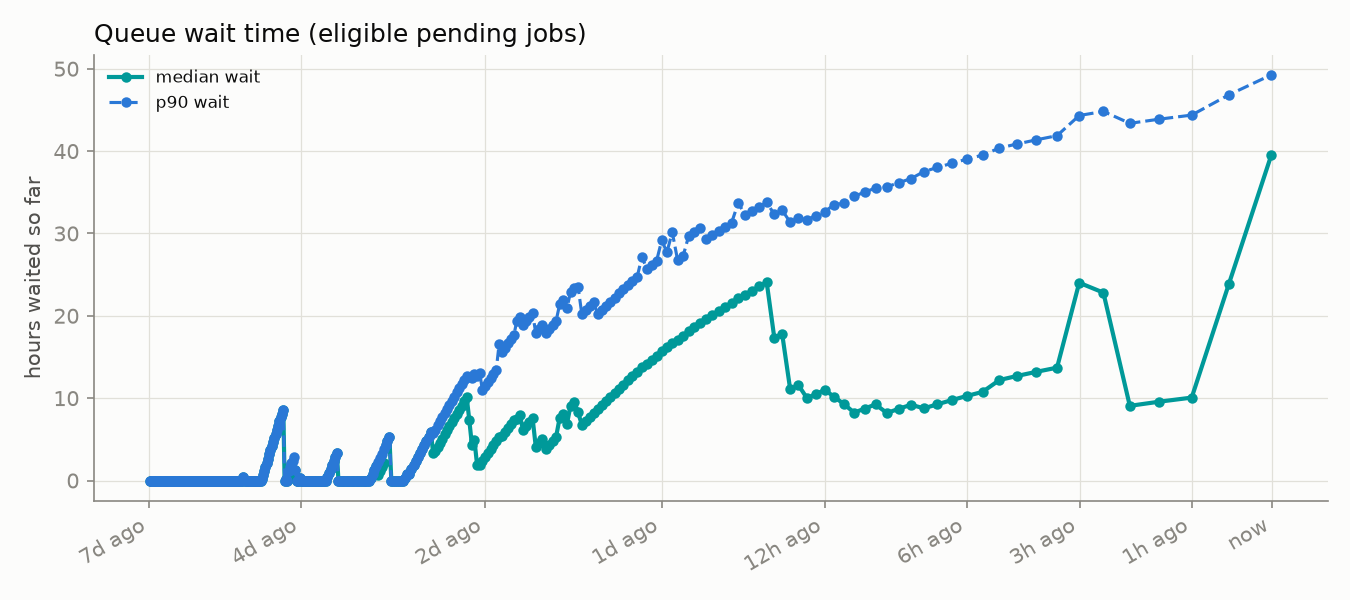 Queue wait time (eligible pending jobs)
median wait
p90 wait
hours waited so far
50
40
30
20
10
0
7d ago
4d ago
2d ago
1d ago
12h ago
6h ago
3h ago
1h ago
now